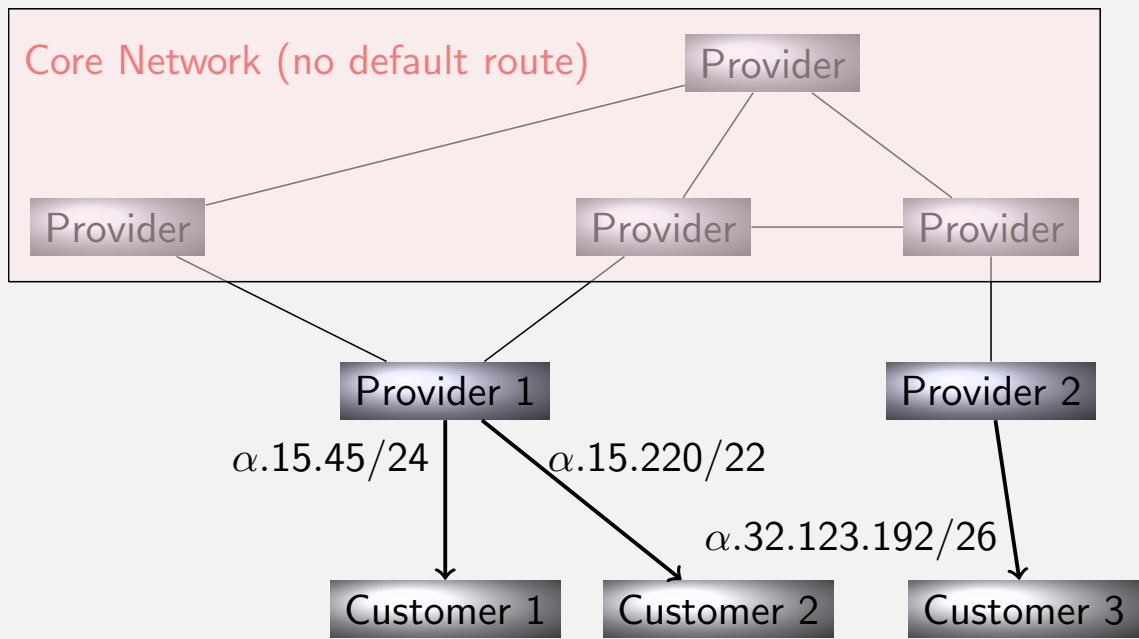 Core Network (no default route)
Provider
Provider
Provider
Provider
Provider 1
Provider 2
α.15.45/24
α.15.220/22
α.32.123.192/26
Customer 1
Customer 2
Customer 3